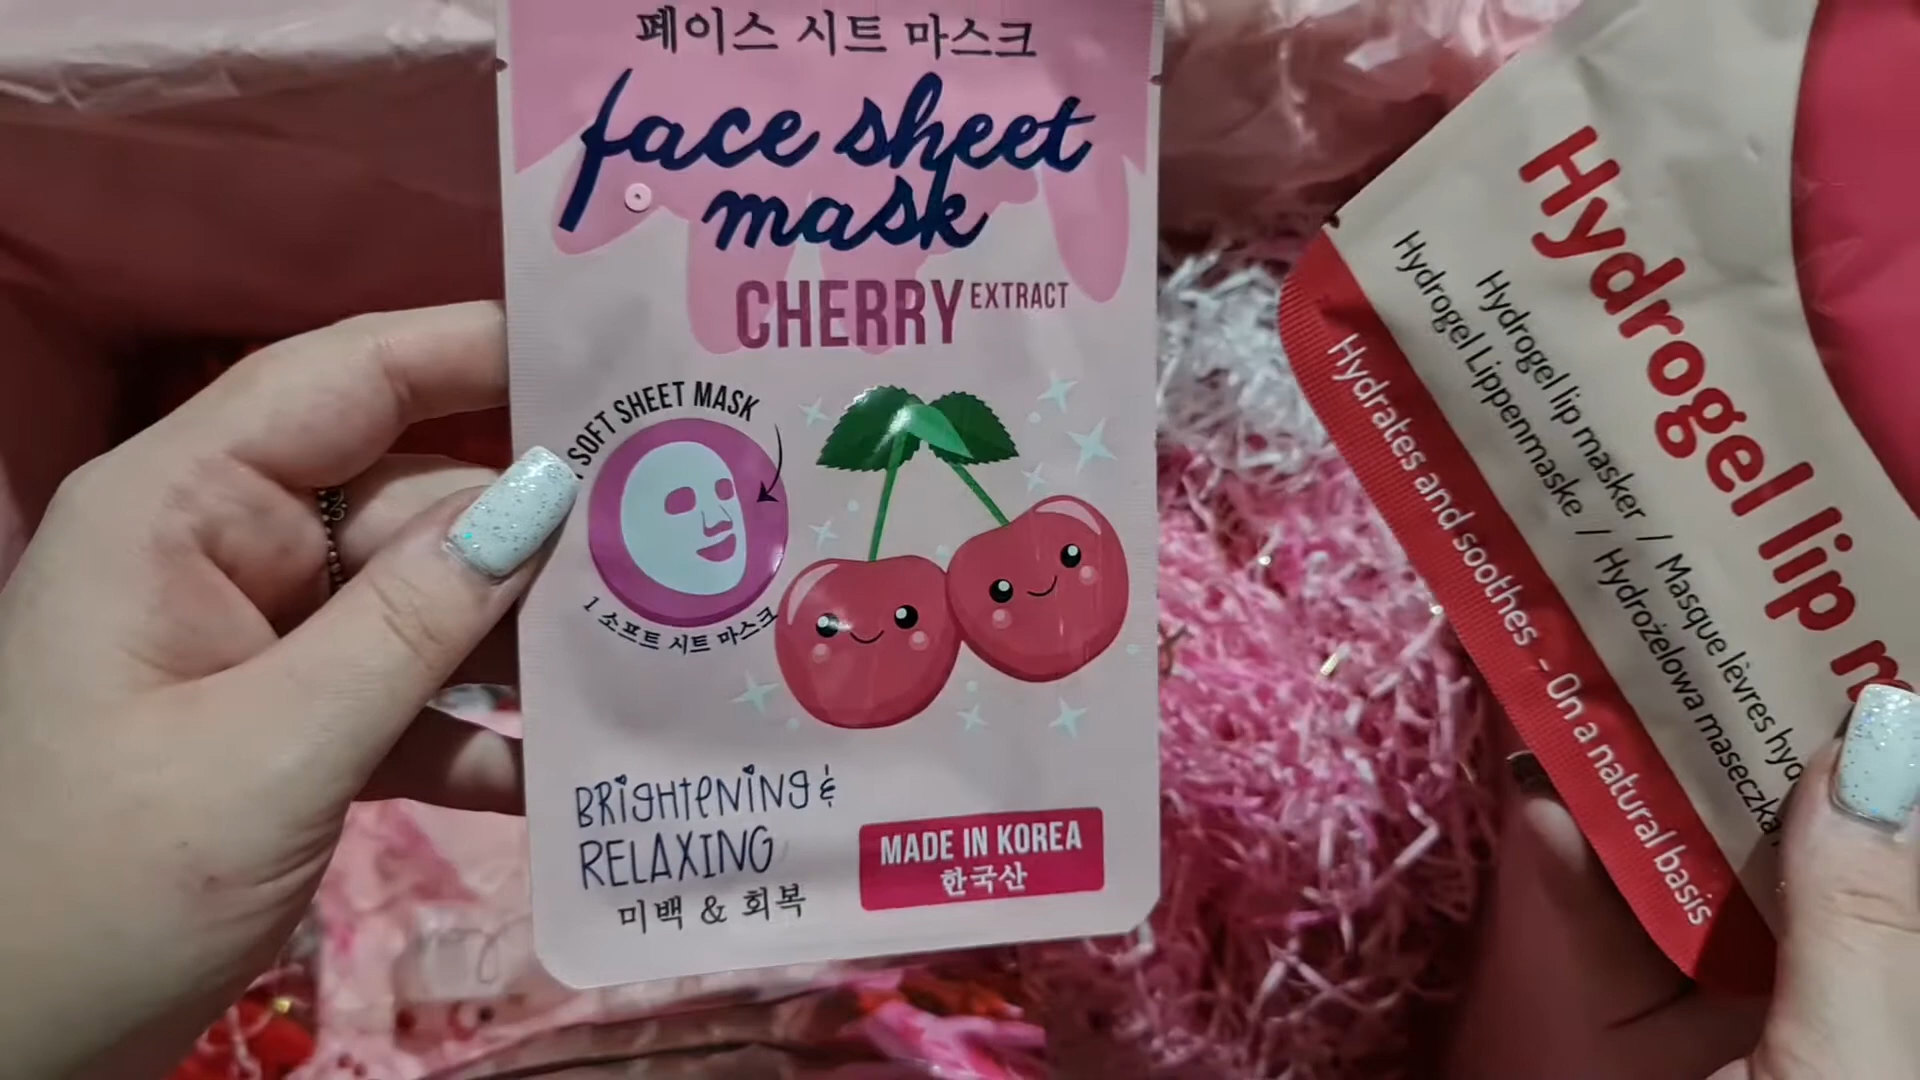 페이스 시트 마스크
face sheet
mask
CHERRY EXTRACT
SOFT SHEET MASK
1 소프트 시트 마스크
BRIGHTENING &
RELAXING
미백 & 회복
MADE IN KOREA
한국산
Hydrogel lip
Hydrogel lip masker / Masque lèvres
Hydrogel Lippenmaske / Hydrożelowa maseczka
Hydrates and soothes - On a natural basis